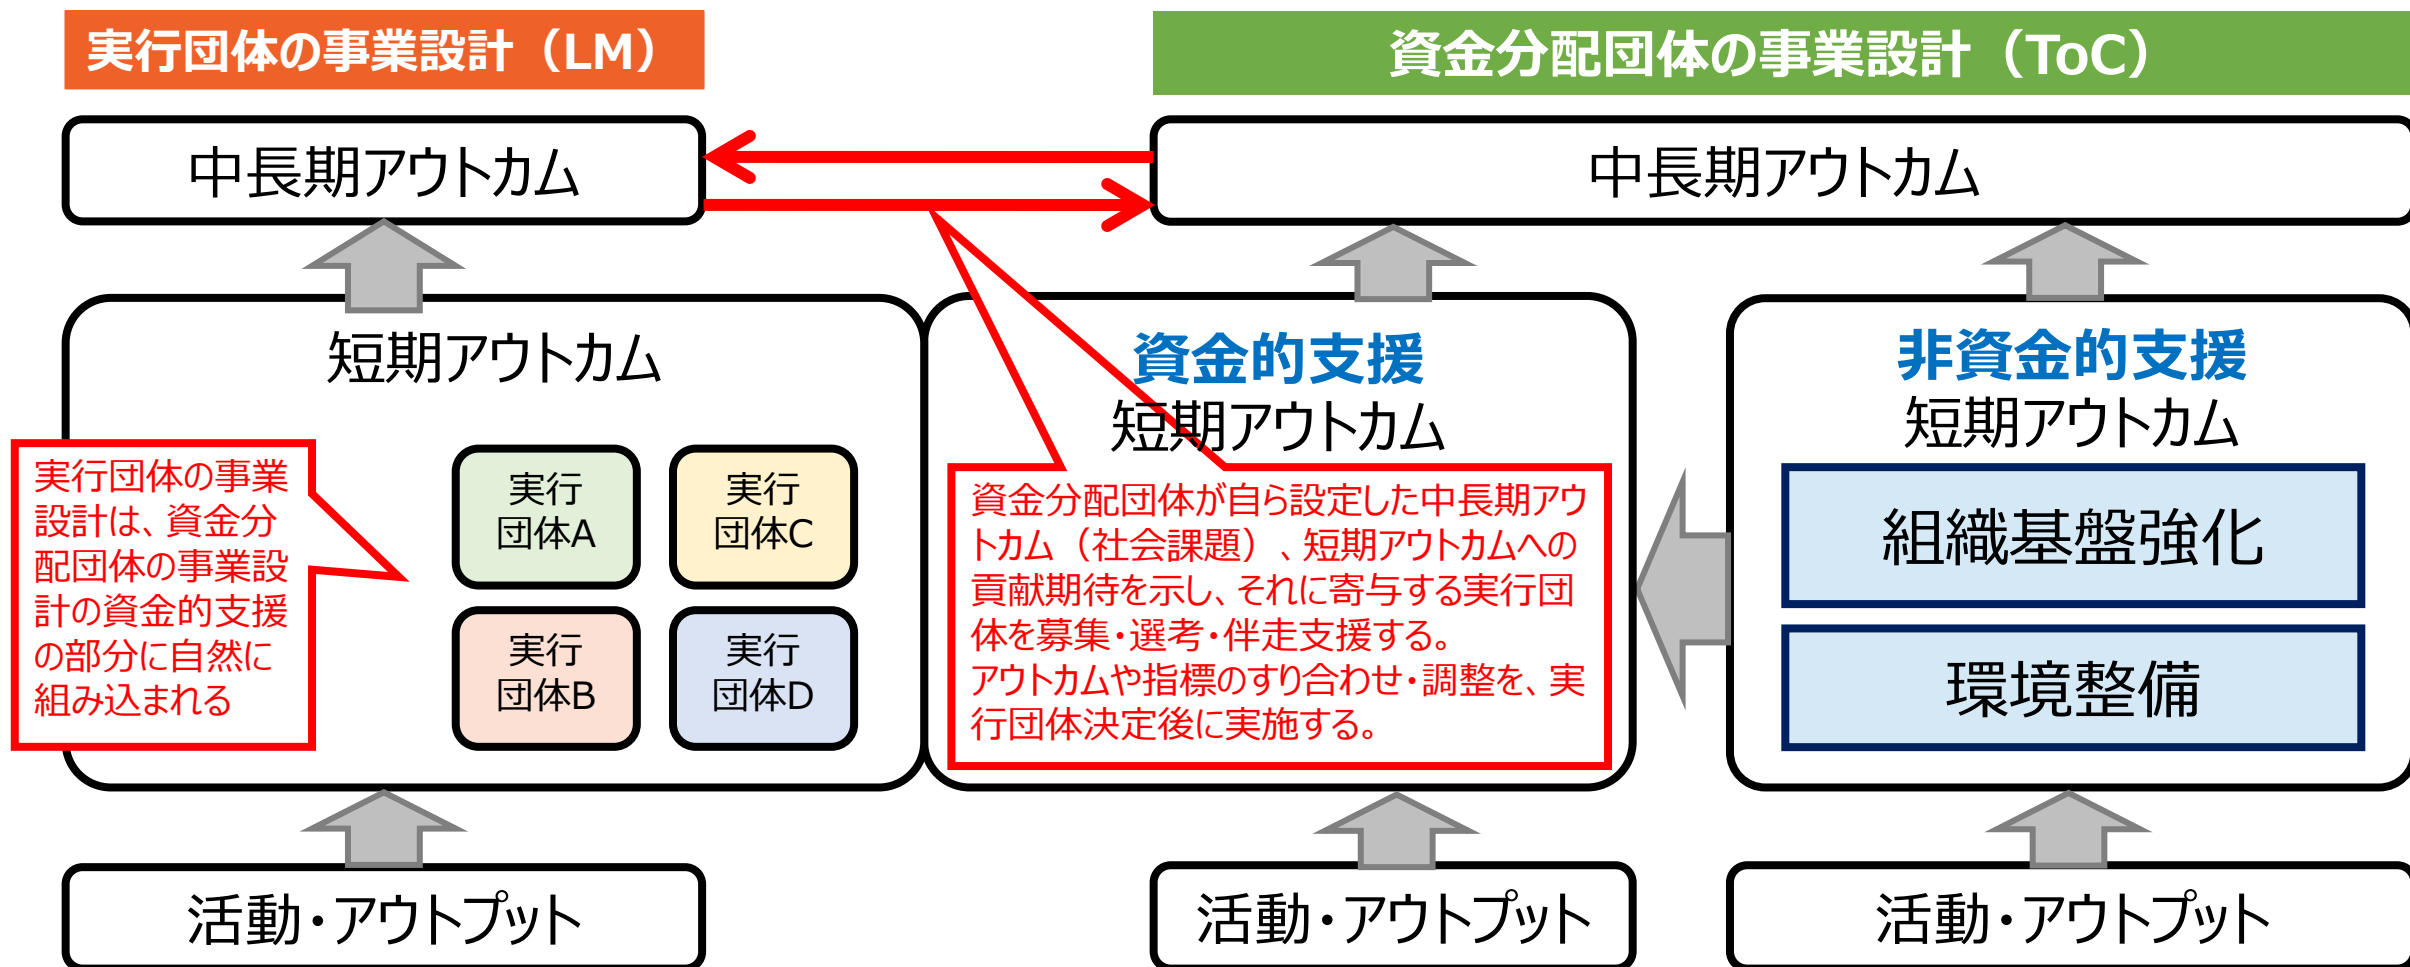 実行団体の事業設計（LM）
資金分配団体の事業設計（ToC）
中長期アウトカム
中長期アウトカム
短期アウトカム
実行団体の事業
設計は、資金分
配団体の事業設
計の資金的支援
の部分に自然に
組み込まれる
実行
団体A
実行
団体C
実行
団体B
実行
団体D
資金的支援
短期アウトカム
資金分配団体が自ら設定した中長期アウ
トカム（社会課題）、短期アウトカムへの
貢献期待を示し、それに寄与する実行団
体を募集・選考・伴走支援する。
アウトカムや指標のすり合わせ・調整を、実
行団体決定後に実施する。
非資金的支援
短期アウトカム
組織基盤強化
環境整備
活動・アウトプット
活動・アウトプット
活動・アウトプット